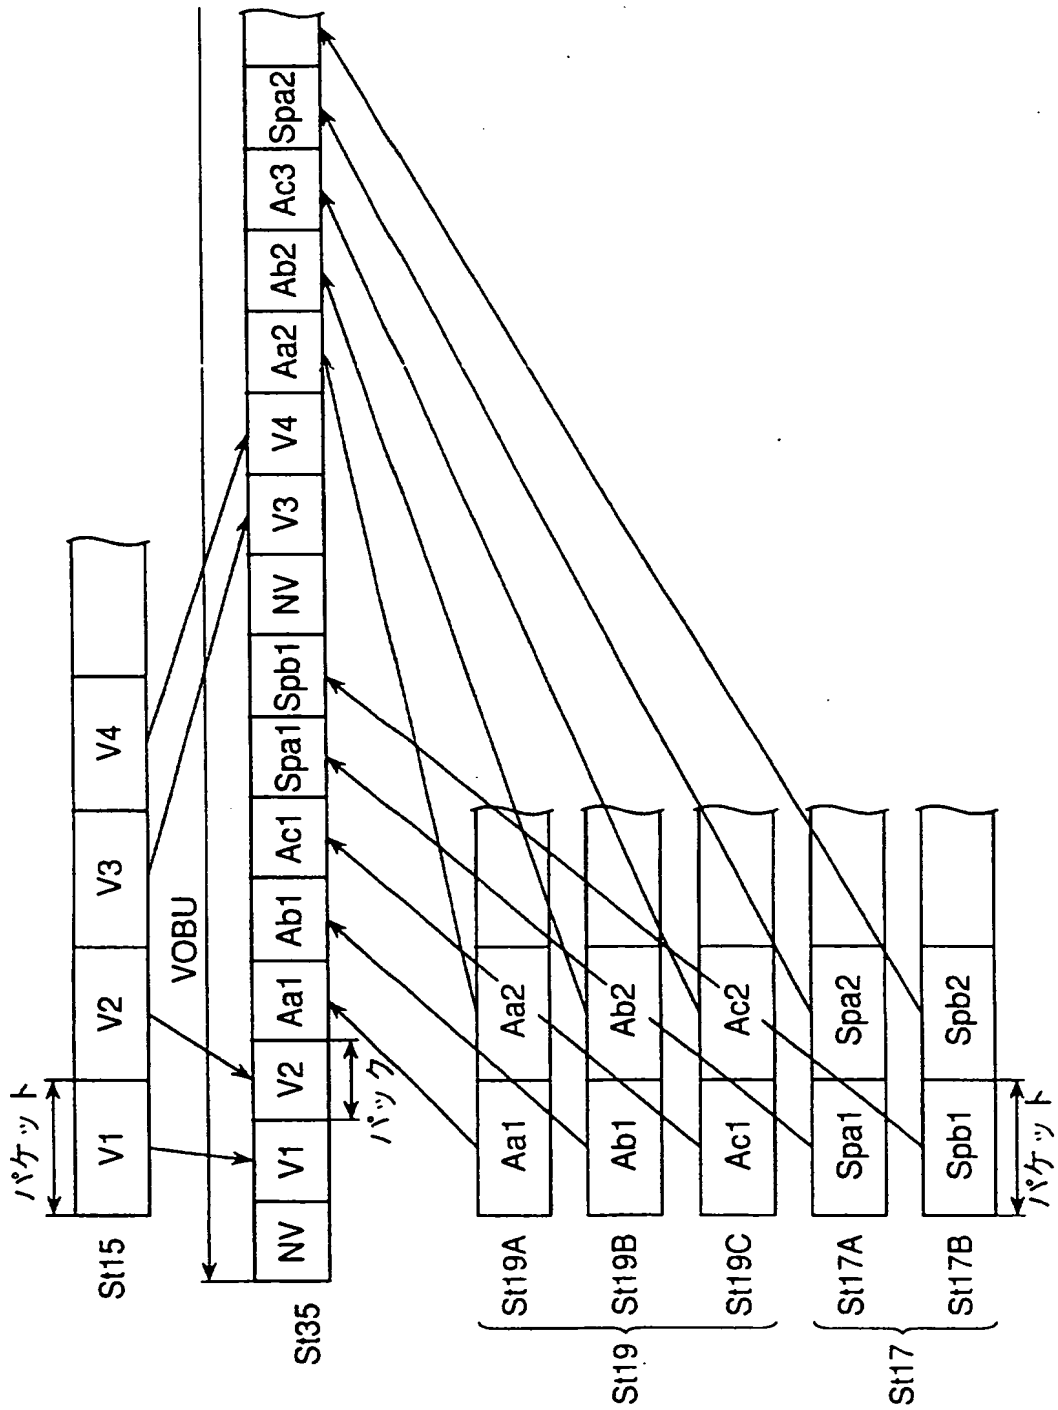 パケット
St15 V1 V2 V3 V4
VOBU
St35 NV V1 V2 Aa1 Ab1 Ac1 Spa1 Spb1 NV V3 V4 Aa2 Ab2 Ac3 Spa2
パック
St19
St19A Aa1 Aa2
St19B Ab1 Ab2
St19C Ac1 Ac2
St17
St17A Spa1 Spa2
St17B Spb1 Spb2
パケット